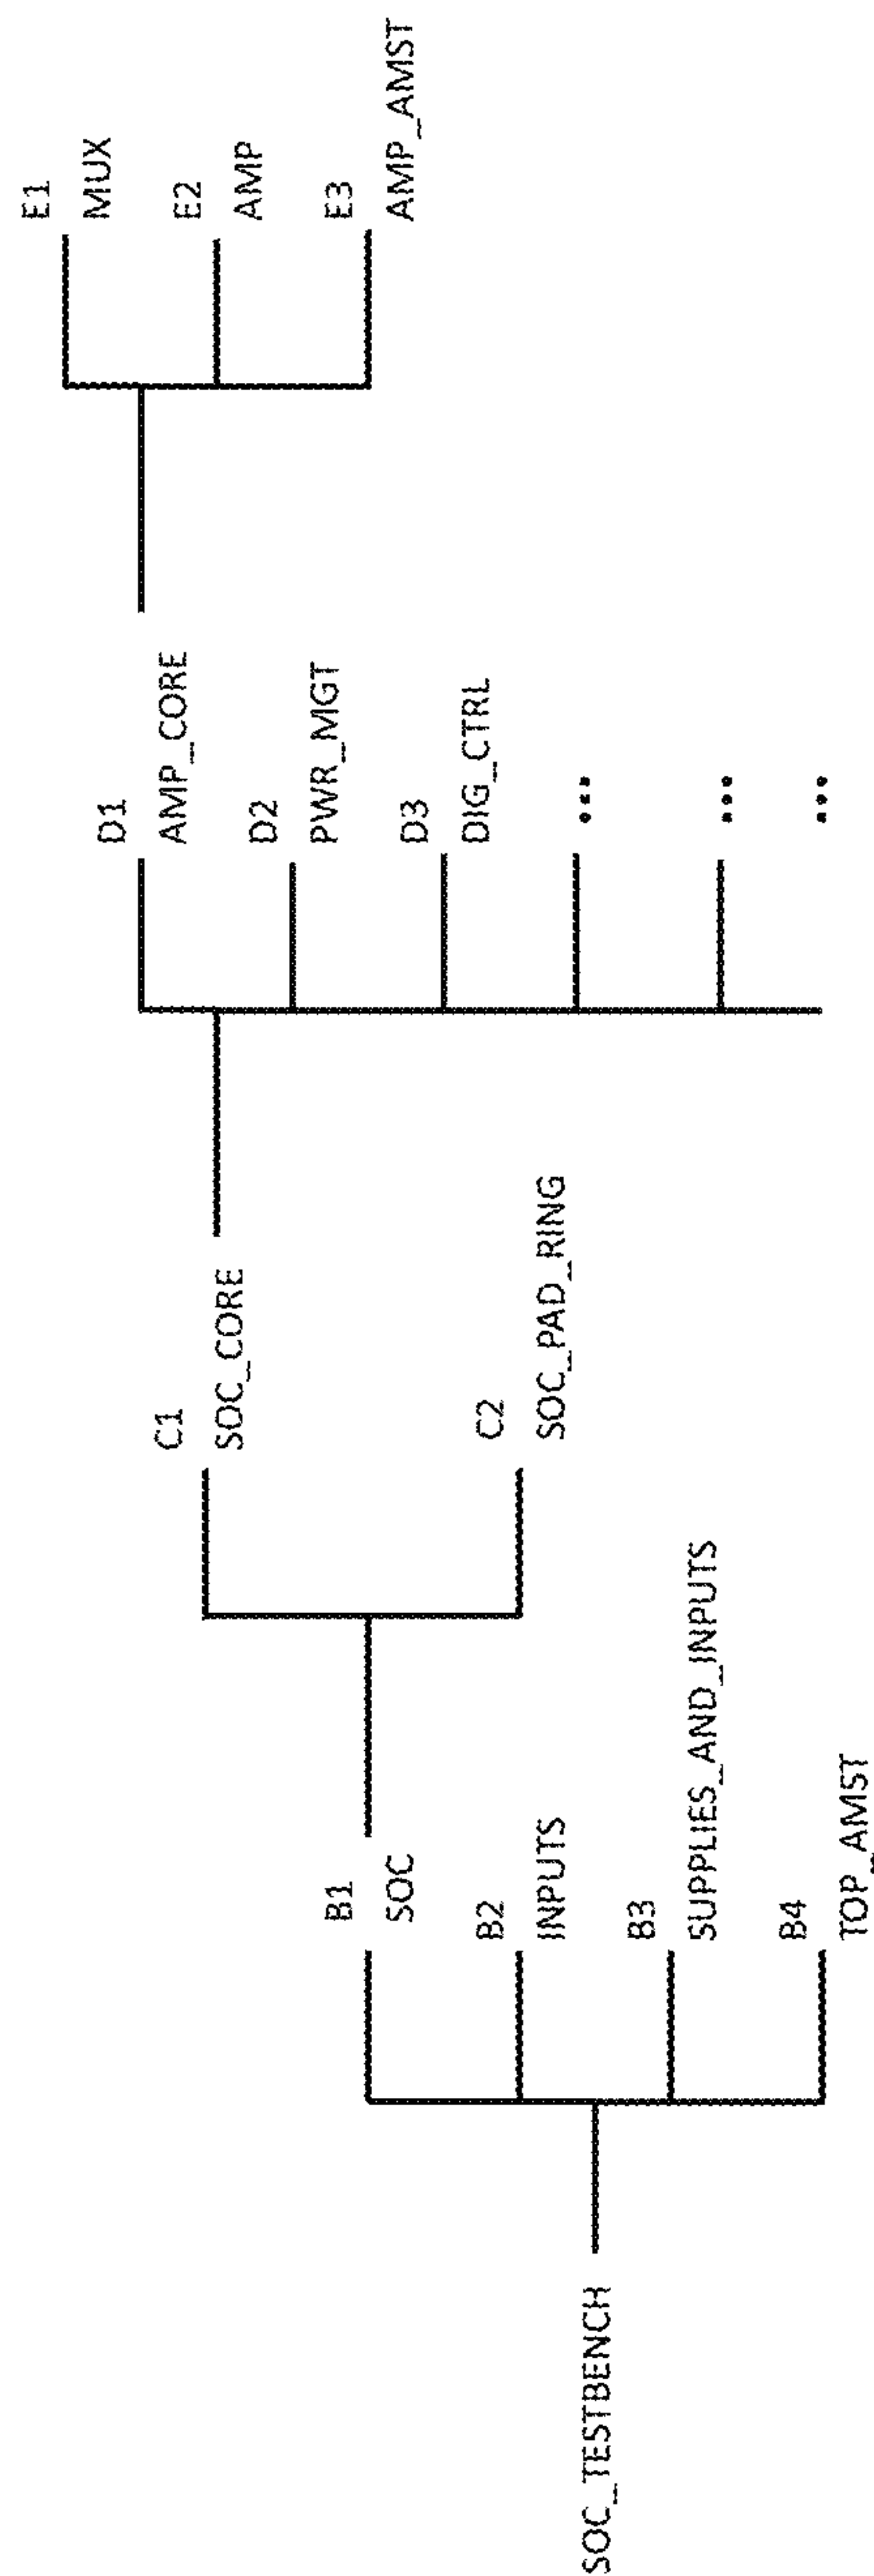 SOC_TESTBENCH
B1
SOC
B2
INPUTS
B3
SUPPLIES_AND_INPUTS
B4
TOP_AMST
C1
SOC_CORE
C2
SOC_PAD_RING
D1
AMP_CORE
D2
PWR_MGT
D3
DIG_CTRL
...
...
...
E1
MUX
E2
AMP
E3
AMP_AMST